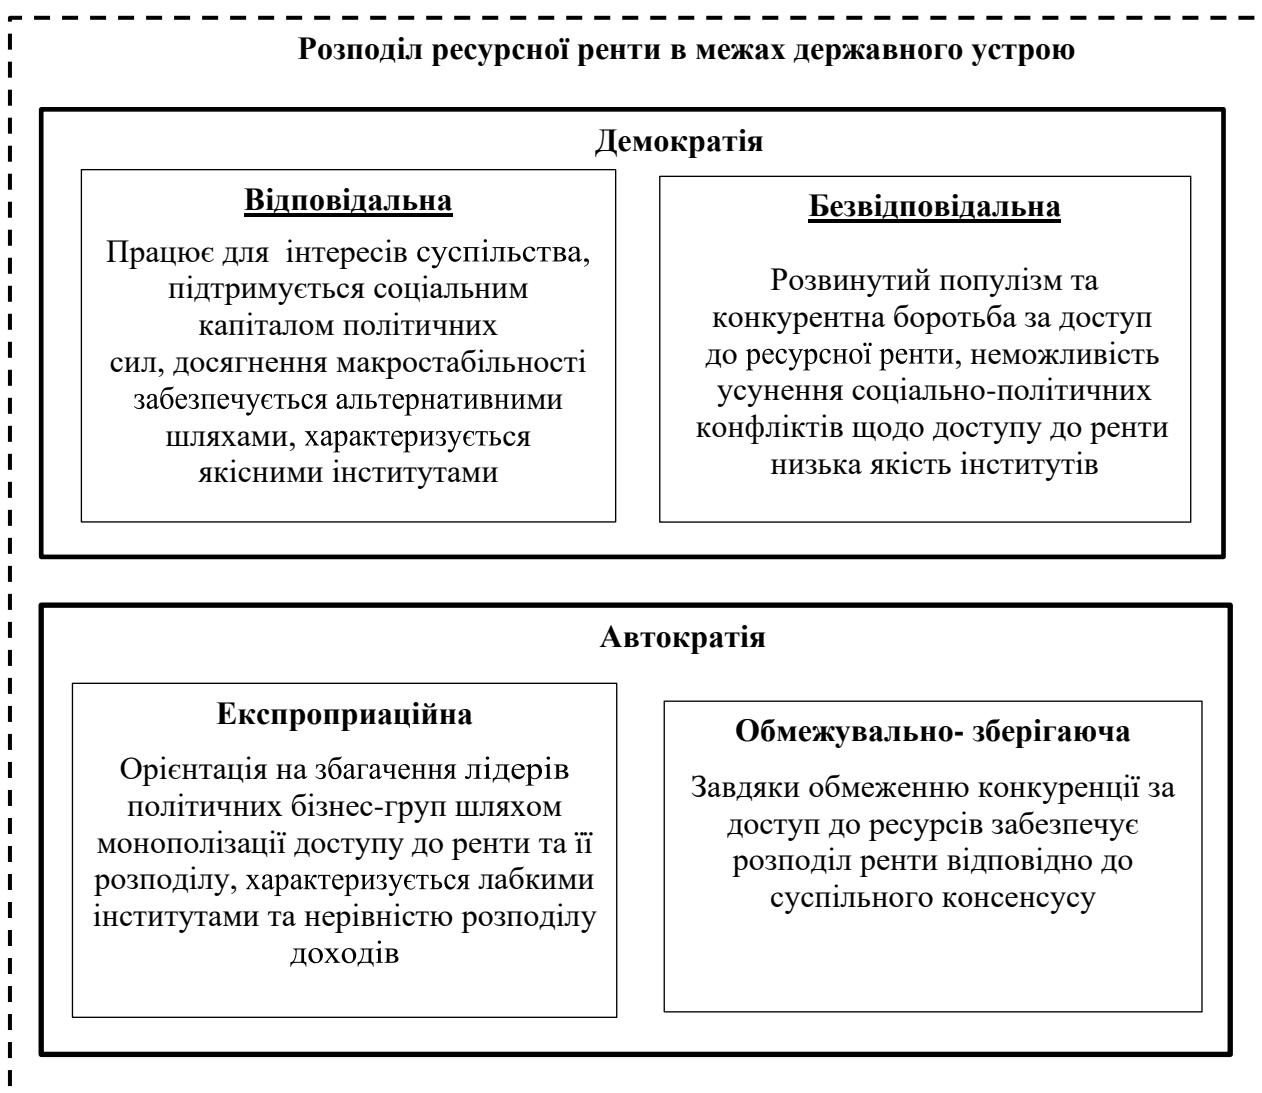 Розподіл ресурсної ренти в межах державного устрою
Демократія
Відповідальна
Працює для інтересів суспільства,
підтримується соціальним
капіталом політичних
сил, досягнення макростабільності
забезпечується альтернативними
шляхами, характеризується
якісними інститутами
Безвідповідальна
Розвинутий популізм та
конкурентна боротьба за доступ
до ресурсної ренти, неможливість
усунення соціально-політичних
конфліктів щодо доступу до ренти
низька якість інститутів
Автократія
Експроприаційна
Орієнтація на збагачення лідерів
політичних бізнес-груп шляхом
монополізації доступу до ренти та її
розподілу, характеризується лабкими
інститутами та нерівністю розподілу
доходів
Обмежувально- зберігаюча
Завдяки обмеженню конкуренції за
доступ до ресурсів забезпечує
розподіл ренти відповідно до
суспільного консенсусу